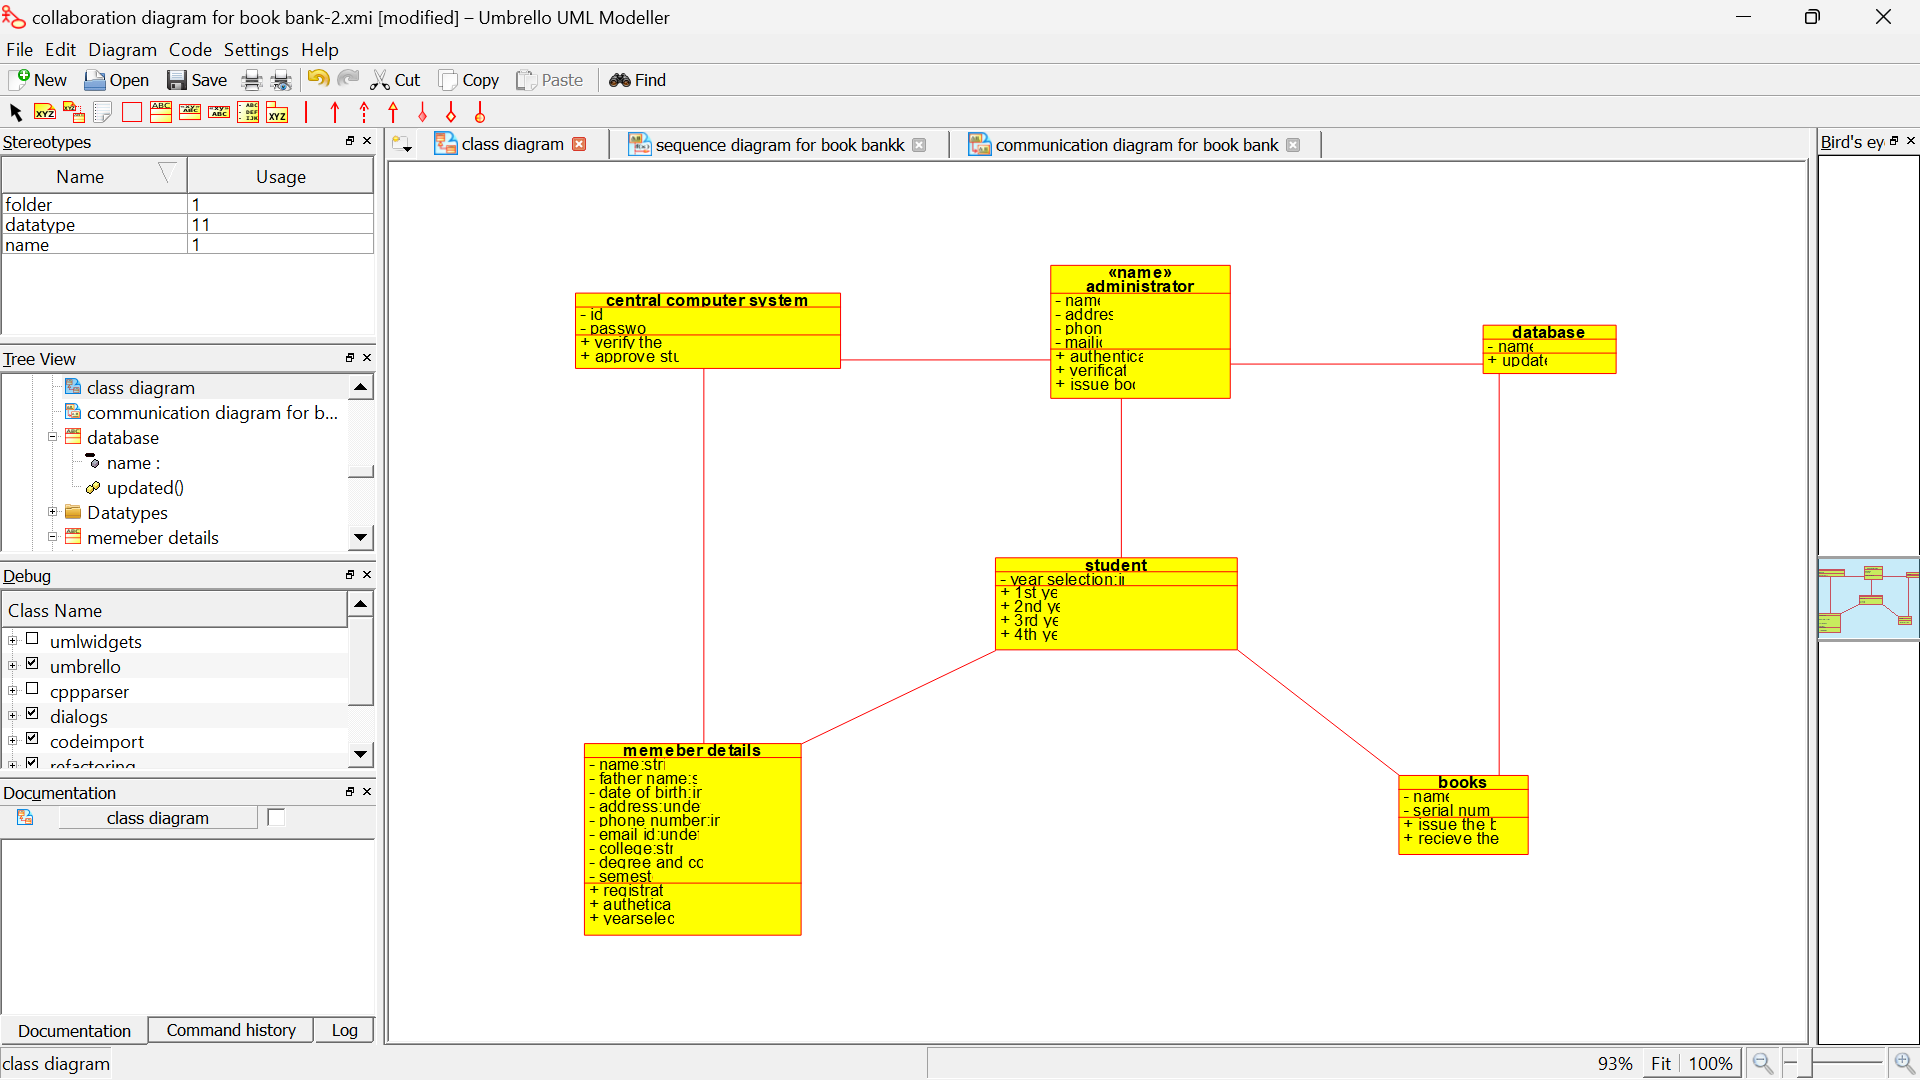 collaboration diagram for book bank-2.xmi [modified] – Umbrello UML Modeller
File Edit Diagram Code Settings Help
New Open Save Cut Copy Paste Find
Stereotypes
Name Usage
folder 1
datatype 11
name 1
Tree View
class diagram
communication diagram for b...
database
name :
updated()
Datatypes
memeber details
Debug
Class Name
umlwidgets
umbrello
cppparser
dialogs
codeimport
refactoring
Documentation
class diagram
Documentation Command history Log
class diagram
class diagram sequence diagram for book bankk communication diagram for book bank
Bird's ey
central computer system
- id
- passwo
+ verify the
+ approve stu
«name»
administrator
- name
- addres
- phon
- mailid
+ authentica
+ verificat
+ issue boo
database
- name
+ update
student
- year selection:in
+ 1st ye
+ 2nd ye
+ 3rd ye
+ 4th ye
memeber details
- name:stri
- father name:s
- date of birth:in
- address:unde
- phone number:in
- email id:undef
- college:str
- degree and co
- semest
+ registrat
+ authetica
+ yearselec
books
- name
- serial num
+ issue the b
+ recieve the
93% Fit 100%